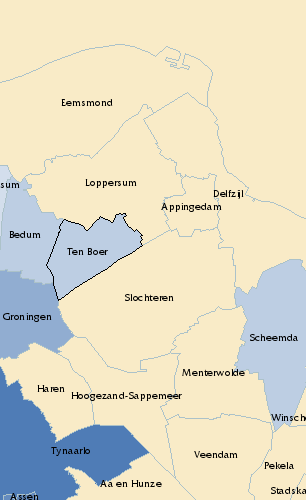 Eemsmond
Loppersum
sum
Delfzijl
Appingedam
Bedum
Ten Boer
Slochteren
Groningen
Scheemda
Menterwolde
Haren
Hoogezand-Sappemeer
Winsch
Tynaarlo
Veendam
Pekela
Aa en Hunze
Stadska
Assen